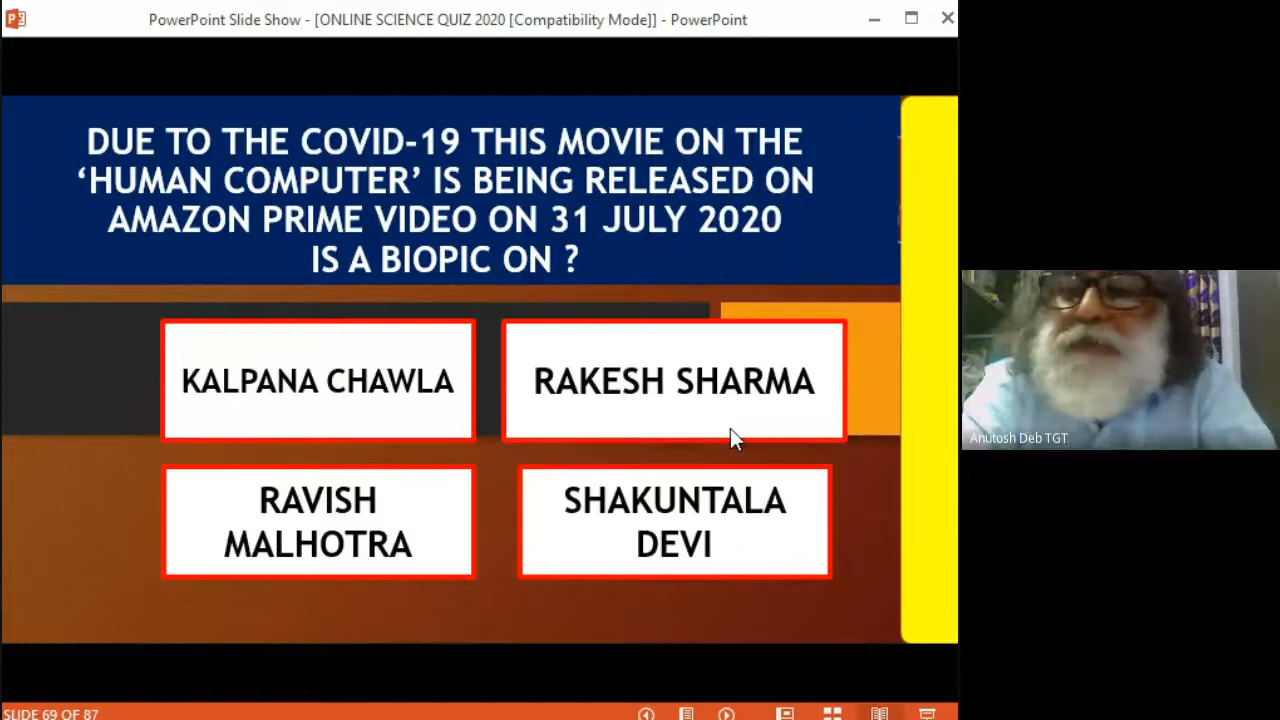 PowerPoint Slide Show - [ONLINE SCIENCE QUIZ 2020 [Compatibility Mode]] - PowerPoint
DUE TO THE COVID-19 THIS MOVIE ON THE
‘HUMAN COMPUTER’ IS BEING RELEASED ON
AMAZON PRIME VIDEO ON 31 JULY 2020
IS A BIOPIC ON ?
KALPANA CHAWLA
RAKESH SHARMA
RAVISH
MALHOTRA
SHAKUNTALA
DEVI
Anutosh Deb TGT
SLIDE 69 OF 87